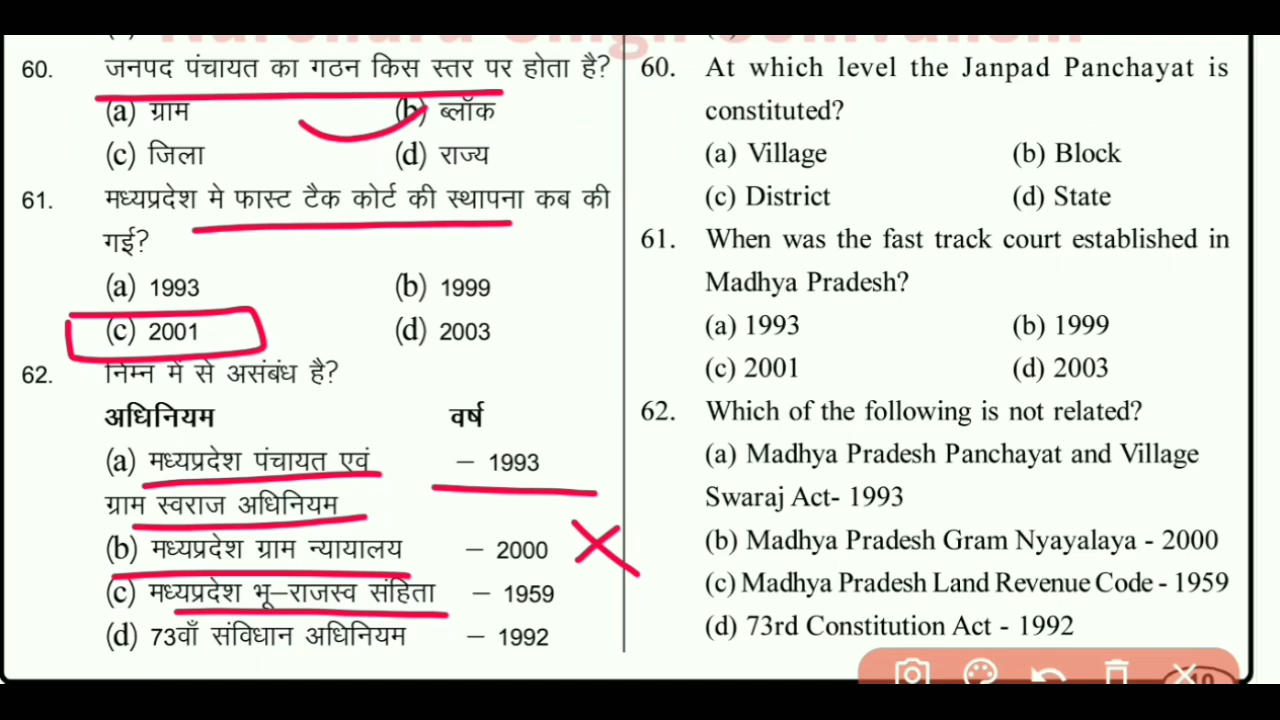 60. जनपद पंचायत का गठन किस स्तर पर होता है?
(a) ग्राम (b) ब्लॉक
(c) जिला (d) राज्य
61. मध्यप्रदेश मे फास्ट टैक कोर्ट की स्थापना कब की
गई?
(a) 1993 (b) 1999
(c) 2001 (d) 2003
62. निम्न में से असंबंध है?
अधिनियम वर्ष
(a) मध्यप्रदेश पंचायत एवं – 1993
ग्राम स्वराज अधिनियम
(b) मध्यप्रदेश ग्राम न्यायालय – 2000
(c) मध्यप्रदेश भू–राजस्व संहिता – 1959
(d) 73वाँ संविधान अधिनियम – 1992
60. At which level the Janpad Panchayat is
constituted?
(a) Village (b) Block
(c) District (d) State
61. When was the fast track court established in
Madhya Pradesh?
(a) 1993 (b) 1999
(c) 2001 (d) 2003
62. Which of the following is not related?
(a) Madhya Pradesh Panchayat and Village
Swaraj Act- 1993
(b) Madhya Pradesh Gram Nyayalaya - 2000
(c) Madhya Pradesh Land Revenue Code - 1959
(d) 73rd Constitution Act - 1992